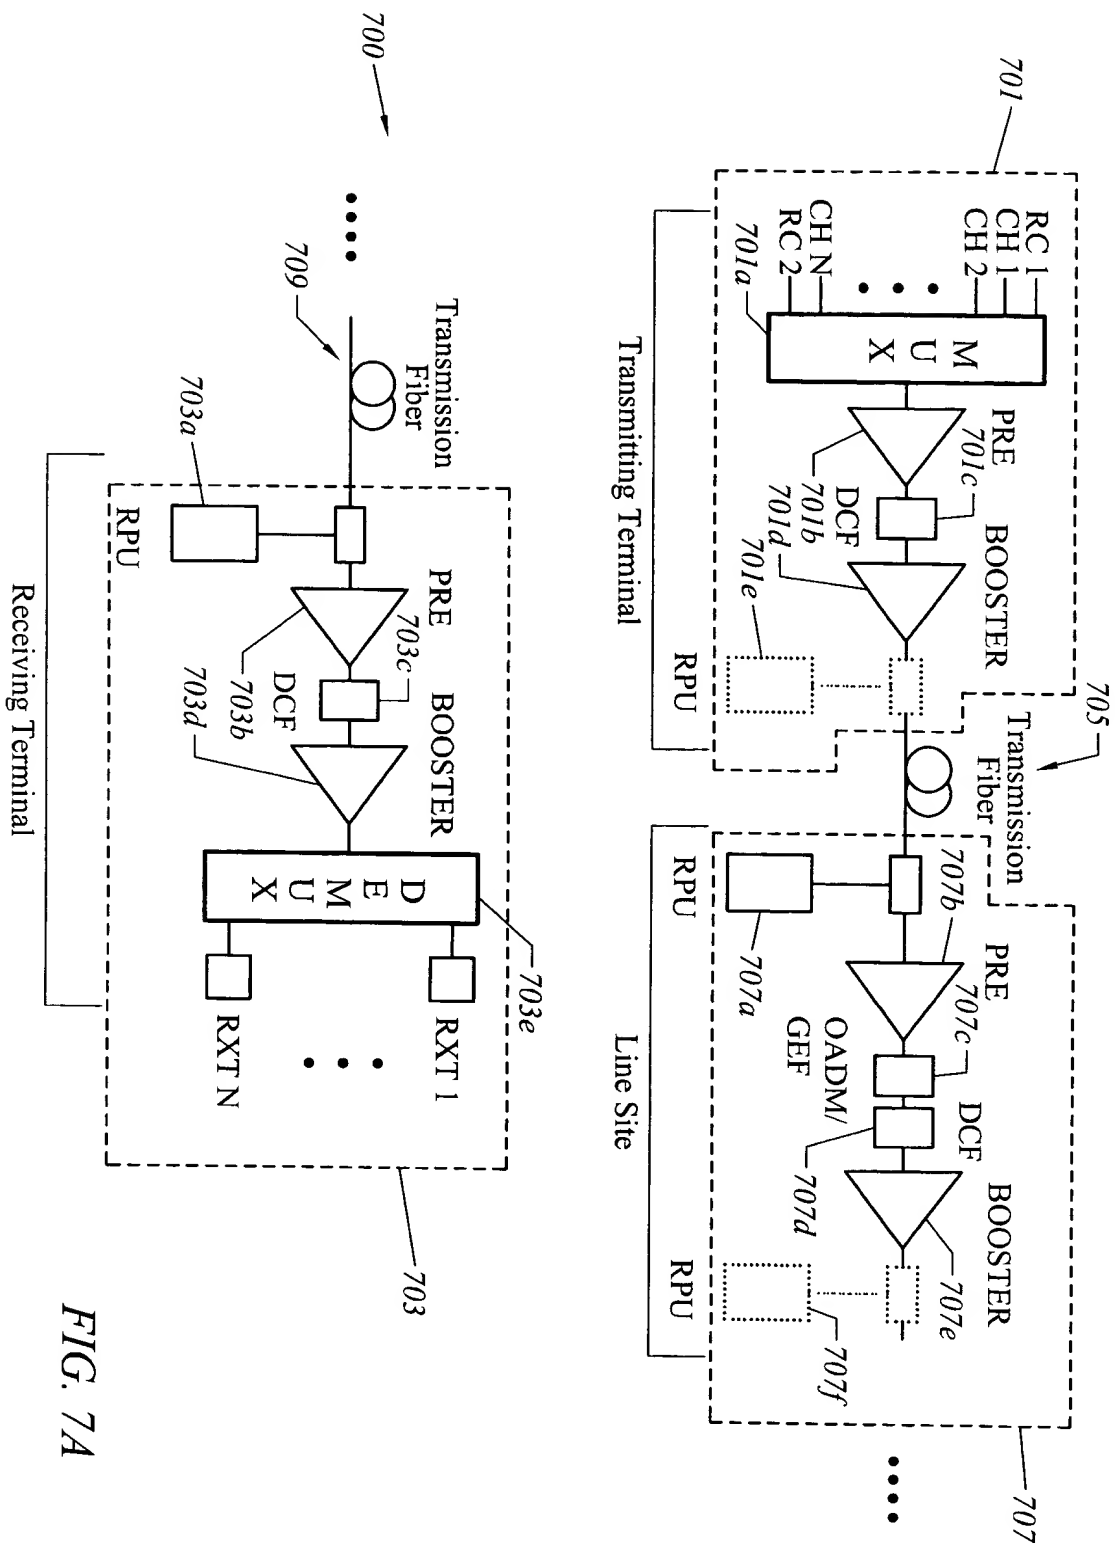 701
RC 1
CH 1
CH 2
CH N
RC 2
701a
MUX
PRE
701c
DCF
701b
701d
BOOSTER
701e
RPU
Transmitting Terminal
705
Transmission
Fiber
RPU
707a
707b
PRE
707c
OADM/
GEF
DCF
707d
BOOSTER
707e
RPU
707f
Line Site
707
700
709
Transmission
Fiber
703a
RPU
PRE
703c
DCF
703b
703d
BOOSTER
DEMUX
703e
RXT 1
RXT N
Receiving Terminal
703
FIG. 7A